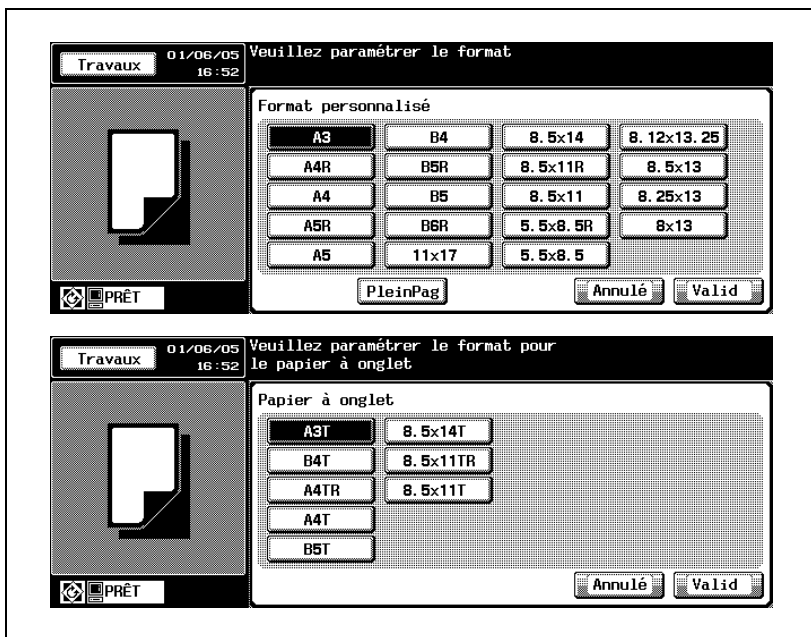 Travaux 01/06/05 Veuillez paramétrer le format
16:52
Format personnalisé
A3 B4 8.5x14 8.12x13.25
A4R B5R 8.5x11R 8.5x13
A4 B5 8.5x11 8.25x13
A5R B6R 5.5x8.5R 8x13
A5 11x17 5.5x8.5
PleinPag Annulé Valid
PRÊT
Travaux 01/06/05 Veuillez paramétrer le format pour
16:52 le papier à onglet
Papier à onglet
A3T 8.5x14T
B4T 8.5x11TR
A4TR 8.5x11T
A4T
B5T
Annulé Valid
PRÊT